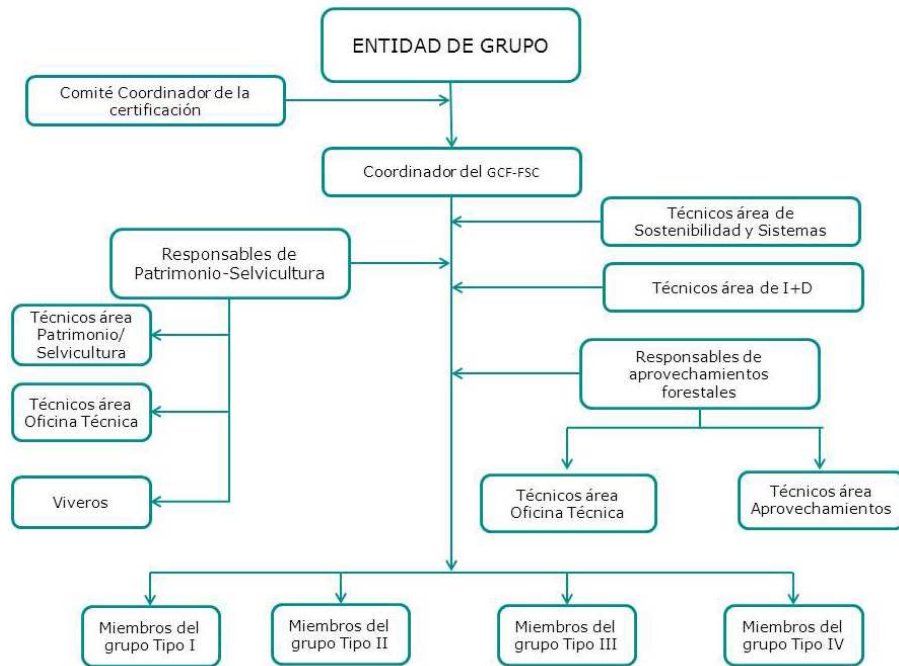 ENTIDAD DE GRUPO
Comité Coordinador de la
certificación
Coordinador del GCF-FSC
Técnicos área de
Sostenibilidad y Sistemas
Responsables de
Patrimonio-Selvicultura
Técnicos área de I+D
Técnicos área
Patrimonio/
Selvicultura
Responsables de
aprovechamientos
forestales
Técnicos área
Oficina Técnica
Viveros
Técnicos área
Oficina Técnica
Técnicos área
Aprovechamientos
Miembros del
grupo Tipo I
Miembros del
grupo Tipo II
Miembros del
grupo Tipo III
Miembros del
grupo Tipo IV